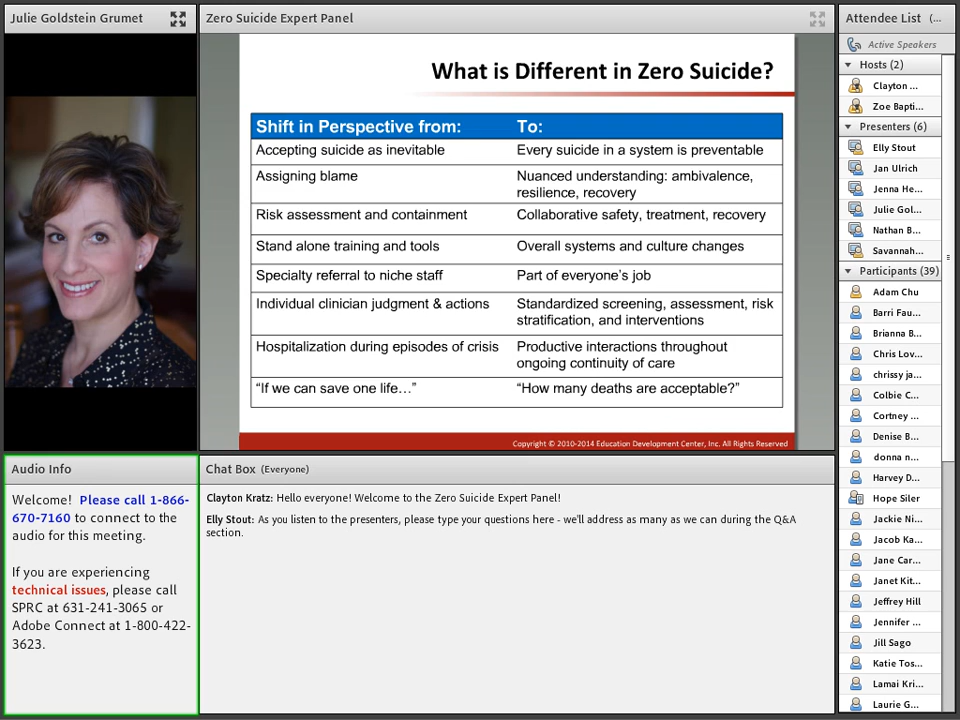 Julie Goldstein Grumet
Zero Suicide Expert Panel
What is Different in Zero Suicide?
Shift in Perspective from: To:
Accepting suicide as inevitable Every suicide in a system is preventable
Assigning blame Nuanced understanding: ambivalence,
resilience, recovery
Risk assessment and containment Collaborative safety, treatment, recovery
Stand alone training and tools Overall systems and culture changes
Specialty referral to niche staff Part of everyone's job
Individual clinician judgment & actions Standardized screening, assessment, risk
stratification, and interventions
Hospitalization during episodes of crisis Productive interactions throughout
ongoing continuity of care
“If we can save one life…” “How many deaths are acceptable?”
Copyright © 2010-2014 Education Development Center, Inc. All Rights Reserved
Audio Info
Welcome! Please call 1-866-
670-7160 to connect to the
audio for this meeting.
If you are experiencing
technical issues, please call
SPRC at 631-241-3065 or
Adobe Connect at 1-800-422-
3623.
Chat Box (Everyone)
Clayton Kratz: Hello everyone! Welcome to the Zero Suicide Expert Panel!
Elly Stout: As you listen to the presenters, please type your questions here - we'll address as many as we can during the Q&A
section.
Attendee List (...
Active Speakers
Hosts (2)
Clayton ...
Zoe Bapti...
Presenters (6)
Elly Stout
Jan Ulrich
Jenna He...
Julie Gol...
Nathan B...
Savannah...
Participants (39)
Adam Chu
Barri Fau...
Brianna B...
Chris Lov...
chrissy ja...
Colbie C...
Cortney ...
Denise B...
donna n...
Harvey D...
Hope Siler
Jackie Ni...
Jacob Ka...
Jane Car...
Janet Kit...
Jeffrey Hill
Jennifer ...
Jill Sago
Katie Tos...
Lamai Kri...
Laurie G...